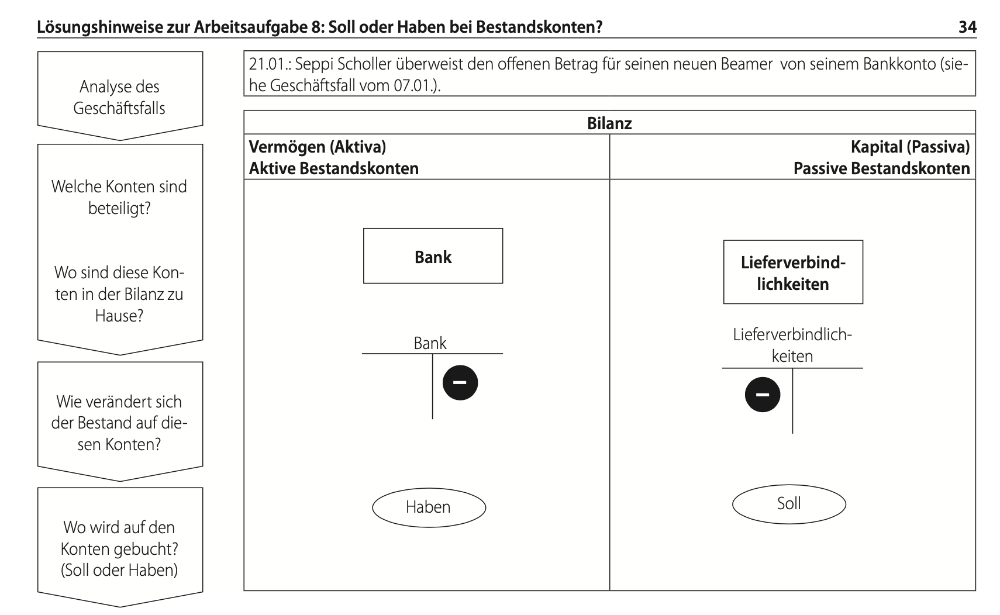 Lösungshinweise zur Arbeitsaufgabe 8: Soll oder Haben bei Bestandskonten? 34
Analyse des
Geschäftsfalls
21.01.: Seppi Scholler überweist den offenen Betrag für seinen neuen Beamer von seinem Bankkonto (sie-
he Geschäftsfall vom 07.01.).
Bilanz
Vermögen (Aktiva)
Aktive Bestandskonten
Kapital (Passiva)
Passive Bestandskonten
Welche Konten sind
beteiligt?
Wo sind diese Kon-
ten in der Bilanz zu
Hause?
Bank
Lieferverbind-
lichkeiten
Bank
Lieferverbindlich-
keiten
Wie verändert sich
der Bestand auf die-
sen Konten?
–
–
Wo wird auf den
Konten gebucht?
(Soll oder Haben)
Haben
Soll